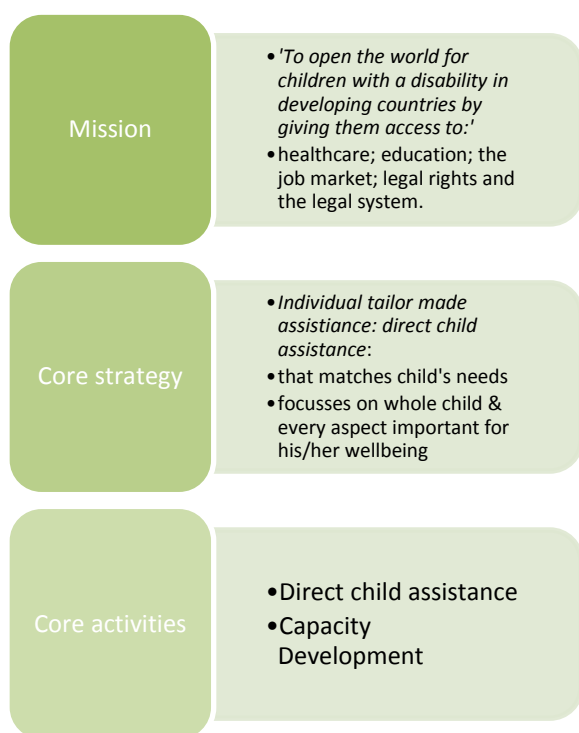 Mission
•'To open the world for
children with a disability in
developing countries by
giving them access to:'
•healthcare; education; the
job market; legal rights and
the legal system.
Core strategy
•Individual tailor made
assistiance: direct child
assistance:
•that matches child's needs
•focusses on whole child &
every aspect important for
his/her wellbeing
Core activities
•Direct child assistance
•Capacity
Development